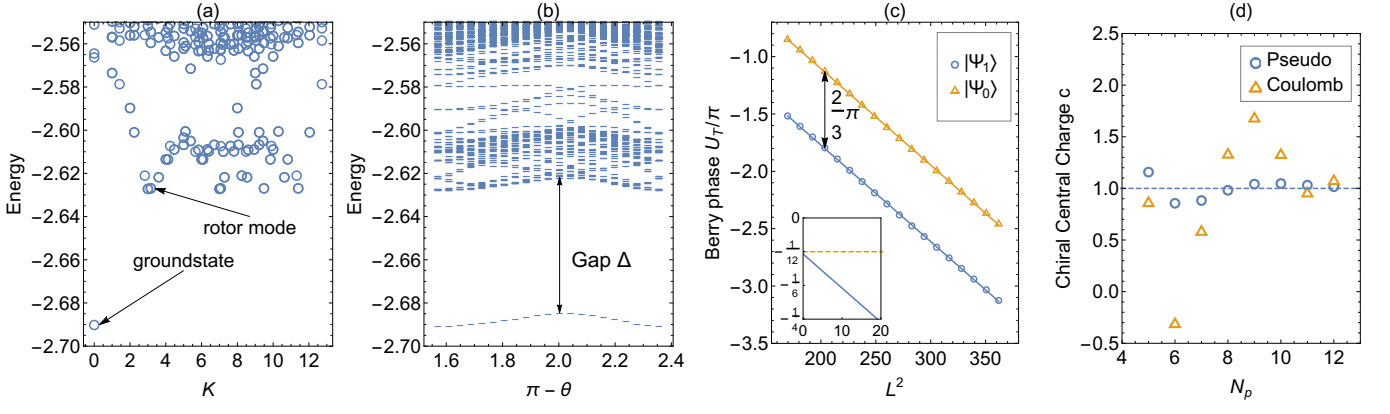 (a)
Energy
−2.56
−2.58
−2.60
−2.62
−2.64
−2.66
−2.68
−2.70
rotor mode
groundstate
0 2 4 6 8 10 12
K
(b)
Energy
−2.56
−2.58
−2.60
−2.62
−2.64
−2.66
−2.68
−2.70
Gap Δ
1.6 1.8 2.0 2.2 2.4
π − θ
(c)
Berry phase U_T/π
−1.0
−1.5
−2.0
−2.5
−3.0
−3.5
|Ψ₁⟩
|Ψ₀⟩
2/3 π
0
−1/12
−1/6
−1/4
0 10 20
200 250 300 350
L²
(d)
Chiral Central Charge c
2.5
2.0
1.5
1.0
0.5
0.0
−0.5
Pseudo
Coulomb
4 6 8 10 12
N_p